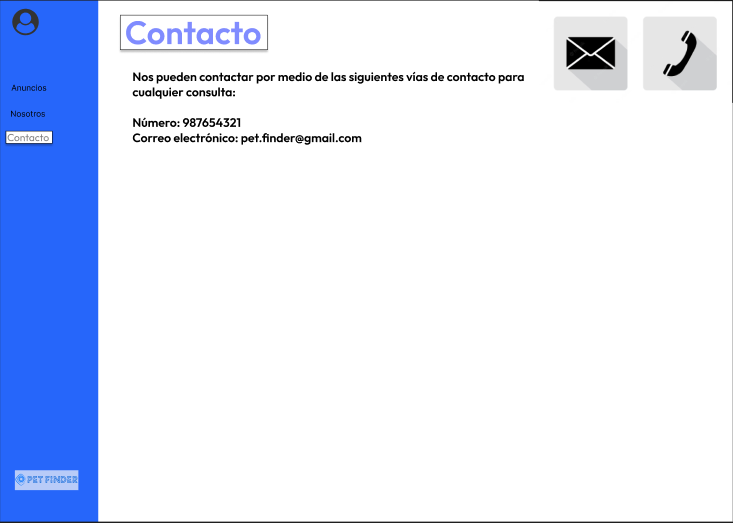 Contacto
Nos pueden contactar por medio de las siguientes vías de contacto para
cualquier consulta:
Número: 987654321
Correo electrónico: pet.finder@gmail.com
Anuncios
Nosotros
Contacto
PET FINDER